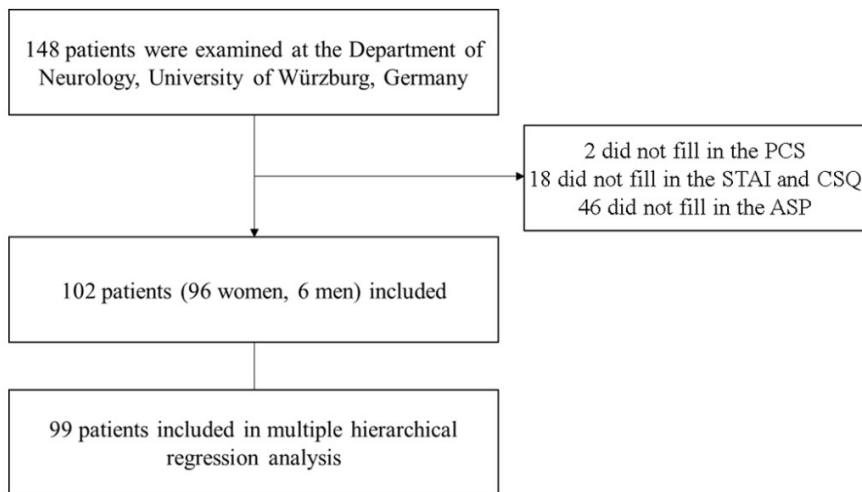 148 patients were examined at the Department of
Neurology, University of Würzburg, Germany
2 did not fill in the PCS
18 did not fill in the STAI and CSQ
46 did not fill in the ASP
102 patients (96 women, 6 men) included
99 patients included in multiple hierarchical
regression analysis